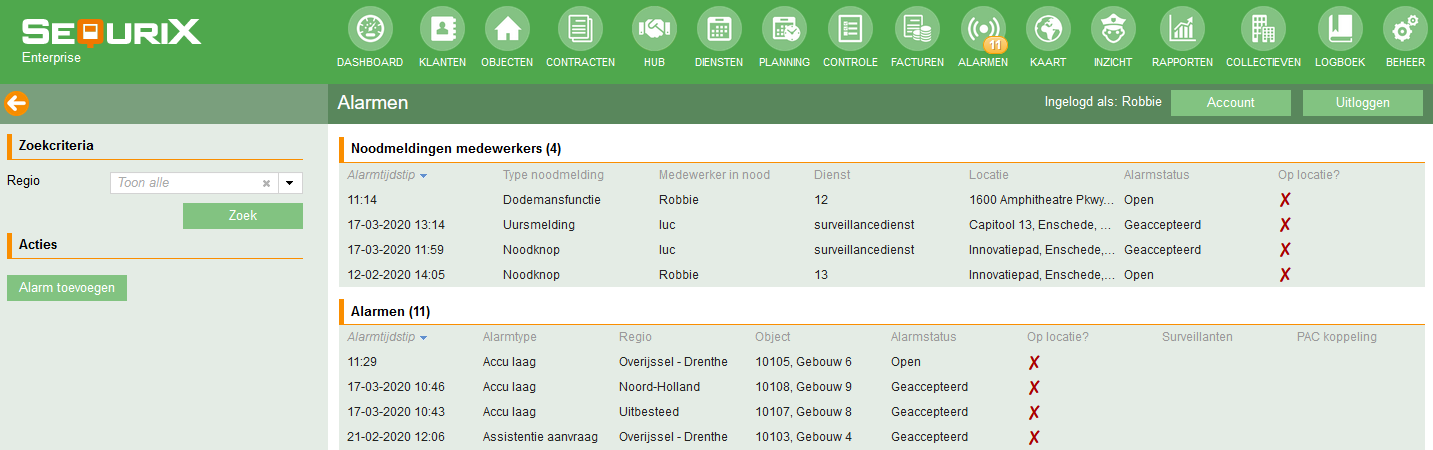 SEQURIX
Enterprise
11
DASHBOARD KLANTEN OBJECTEN CONTRACTEN HUB DIENSTEN PLANNING CONTROLE FACTUREN ALARMEN KAART INZICHT RAPPORTEN COLLECTIEVEN LOGBOEK BEHEER
Alarmen Ingelogd als: Robbie Account Uitloggen
Zoekcriteria
Regio Toon alle
Zoek
Acties
Alarm toevoegen
Noodmeldingen medewerkers (4)
Alarmtijdstip Type noodmelding Medewerker in nood Dienst Locatie Alarmstatus Op locatie?
11:14 Dodemansfunctie Robbie 12 1600 Amphitheatre Pkwy... Open ✗
17-03-2020 13:14 Uursmelding luc surveillancedienst Capitool 13, Enschede, ... Geaccepteerd ✗
17-03-2020 11:59 Noodknop luc surveillancedienst Innovatiepad, Enschede,... Geaccepteerd ✗
12-02-2020 14:05 Noodknop Robbie 13 Innovatiepad, Enschede,... Open ✗
Alarmen (11)
Alarmtijdstip Alarmtype Regio Object Alarmstatus Op locatie? Surveillanten PAC koppeling
11:29 Accu laag Overijssel - Drenthe 10105, Gebouw 6 Open ✗
17-03-2020 10:46 Accu laag Noord-Holland 10108, Gebouw 9 Geaccepteerd ✗
17-03-2020 10:43 Accu laag Uitbesteed 10107, Gebouw 8 Geaccepteerd ✗
21-02-2020 12:06 Assistentie aanvraag Overijssel - Drenthe 10103, Gebouw 4 Geaccepteerd ✗